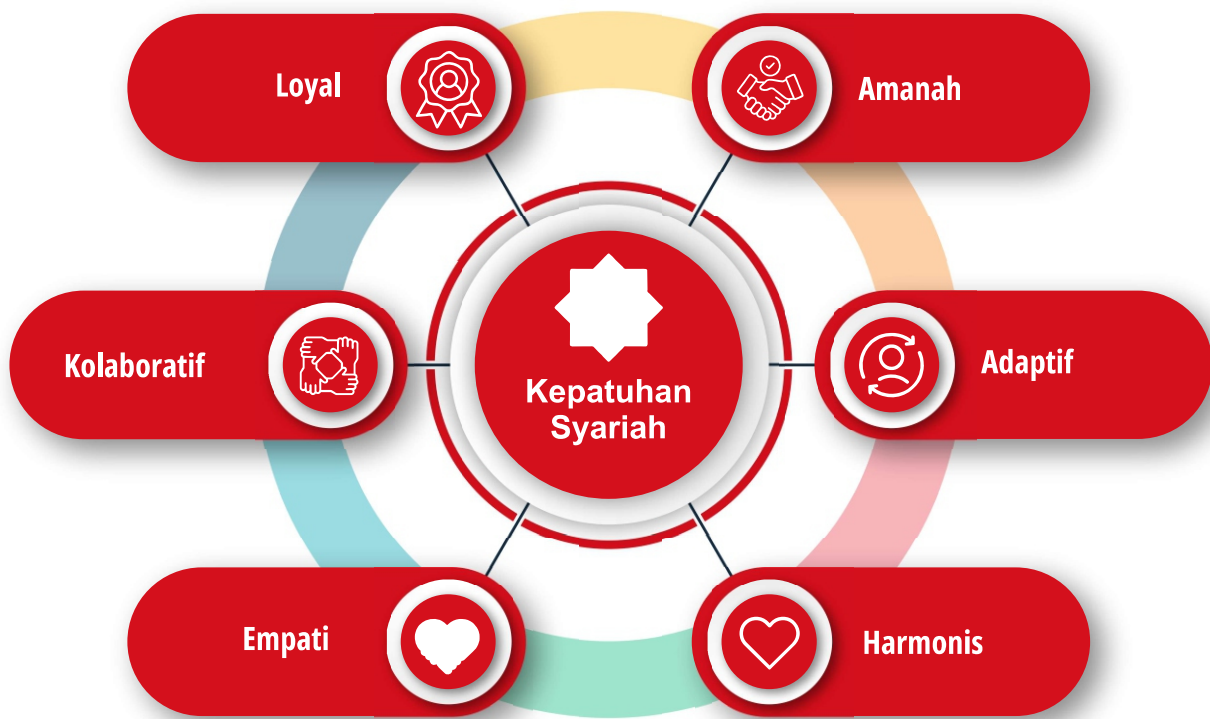 Loyal
Amanah
Kolaboratif
Kepatuhan
Syariah
Adaptif
Empati
Harmonis